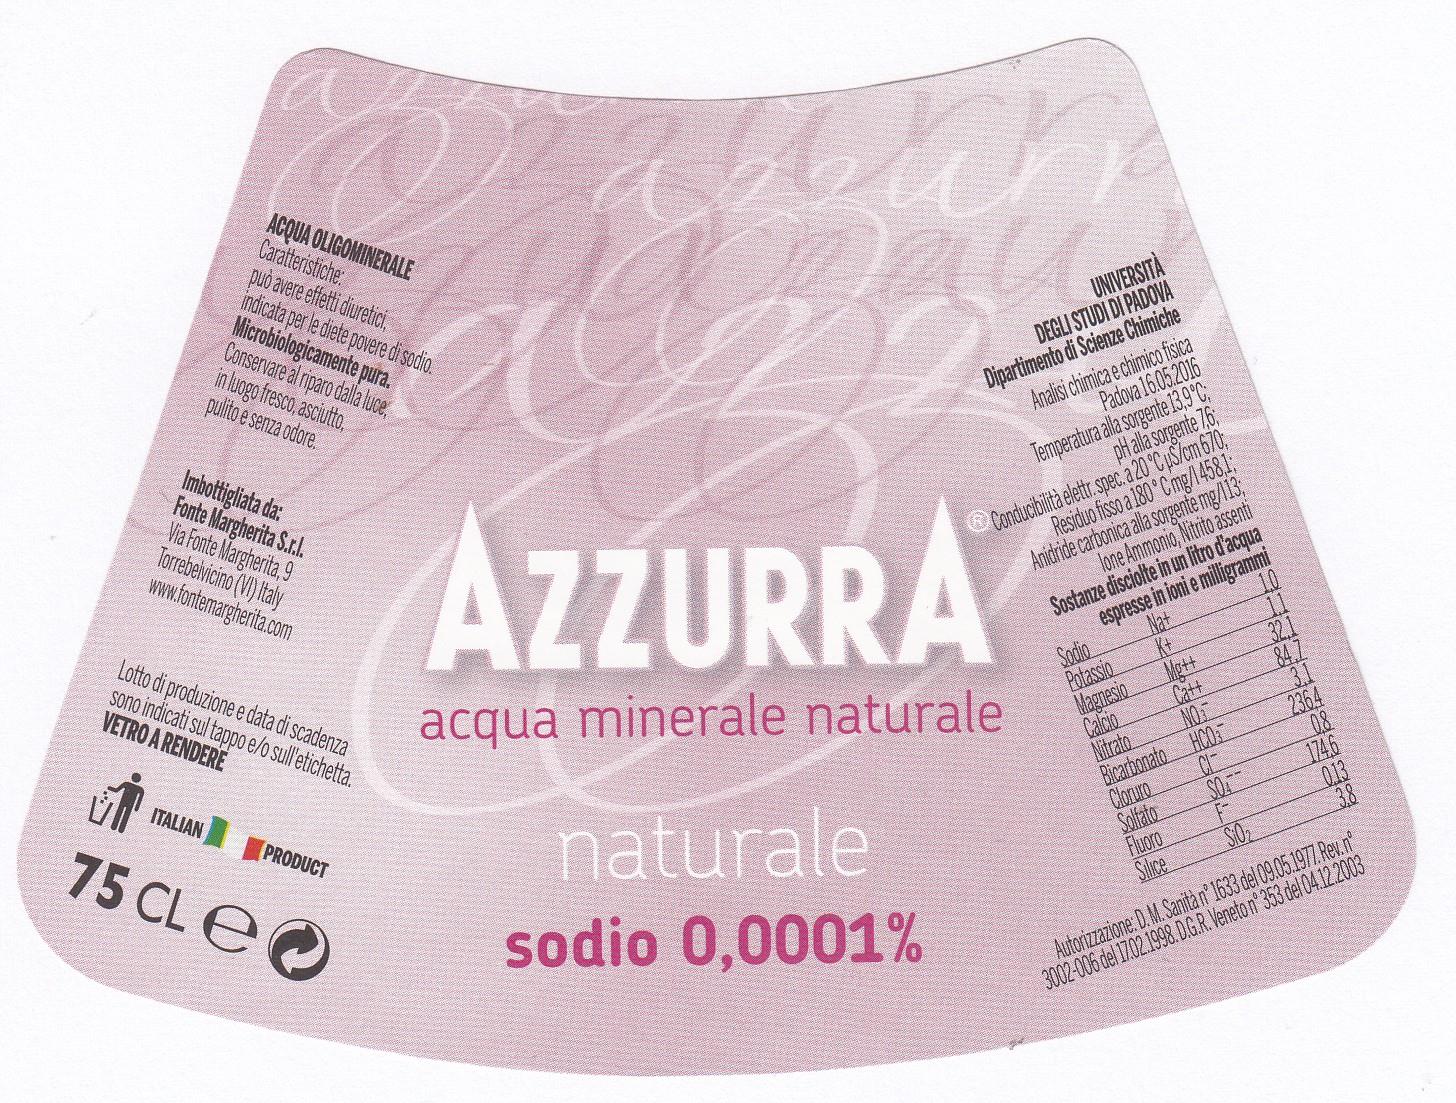 ACQUA OLIGOMINERALE
Caratteristiche:
può avere effetti diuretici,
indicata per le diete povere di sodio.
Microbiologicamente pura.
Conservare al riparo dalla luce,
in luogo fresco, asciutto,
pulito e senza odore.
Imbottigliata da:
Fonte Margherita S.r.l.
Via Fonte Margherita, 9
Torrebelvicino (VI) Italy
www.fontemargherita.com
Lotto di produzione e data di scadenza
sono indicati sul tappo e/o sull'etichetta.
VETRO A RENDERE
ITALIAN PRODUCT
75 CL e
azzurra
AZZURRA ®
acqua minerale naturale
naturale
sodio 0,0001%
UNIVERSITÀ
DEGLI STUDI DI PADOVA
Dipartimento di Scienze Chimiche
Analisi chimica e chimico fisica
Padova 16.05.2016
Temperatura alla sorgente 13,9°C;
pH alla sorgente 7,6;
Conducibilità elettr. spec. a 20°C µS/cm 670;
Residuo fisso a 180° C mg/l 458,1;
Anidride carbonica alla sorgente mg/l 13;
Ione Ammonio, Nitrito assenti
Sostanze disciolte in un litro d'acqua
espresse in ioni e milligrammi
Sodio Na+ 1,0
Potassio K+ 1,1
Magnesio Mg++ 32,1
Calcio Ca++ 84,7
Nitrato NO3- 3,1
Bicarbonato HCO3- 236,4
Cloruro Cl- 0,8
Solfato SO4-- 174,6
Fluoro F- 0,13
Silice SiO2 3,8
Autorizzazione: D. M. Sanità n° 1633 del 09.05.1977. Rev. n°
3002-006 del 17.02.1998. D.G.R. Veneto n° 353 del 04.12.2003